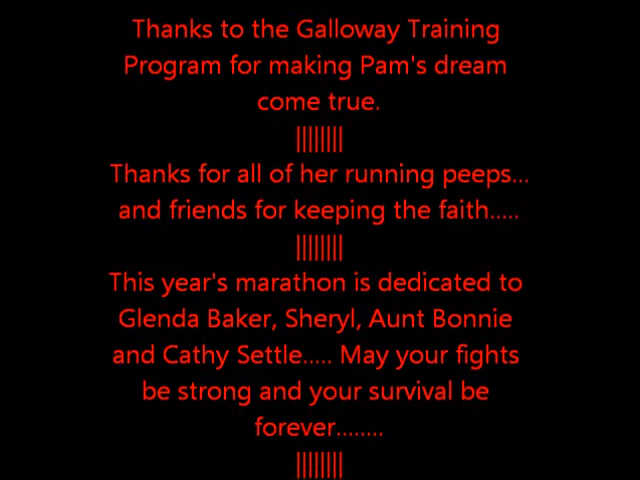 Thanks to the Galloway Training
Program for making Pam's dream
come true.
||||||||
Thanks for all of her running peeps...
and friends for keeping the faith.....
||||||||
This year's marathon is dedicated to
Glenda Baker, Sheryl, Aunt Bonnie
and Cathy Settle..... May your fights
be strong and your survival be
forever........
||||||||